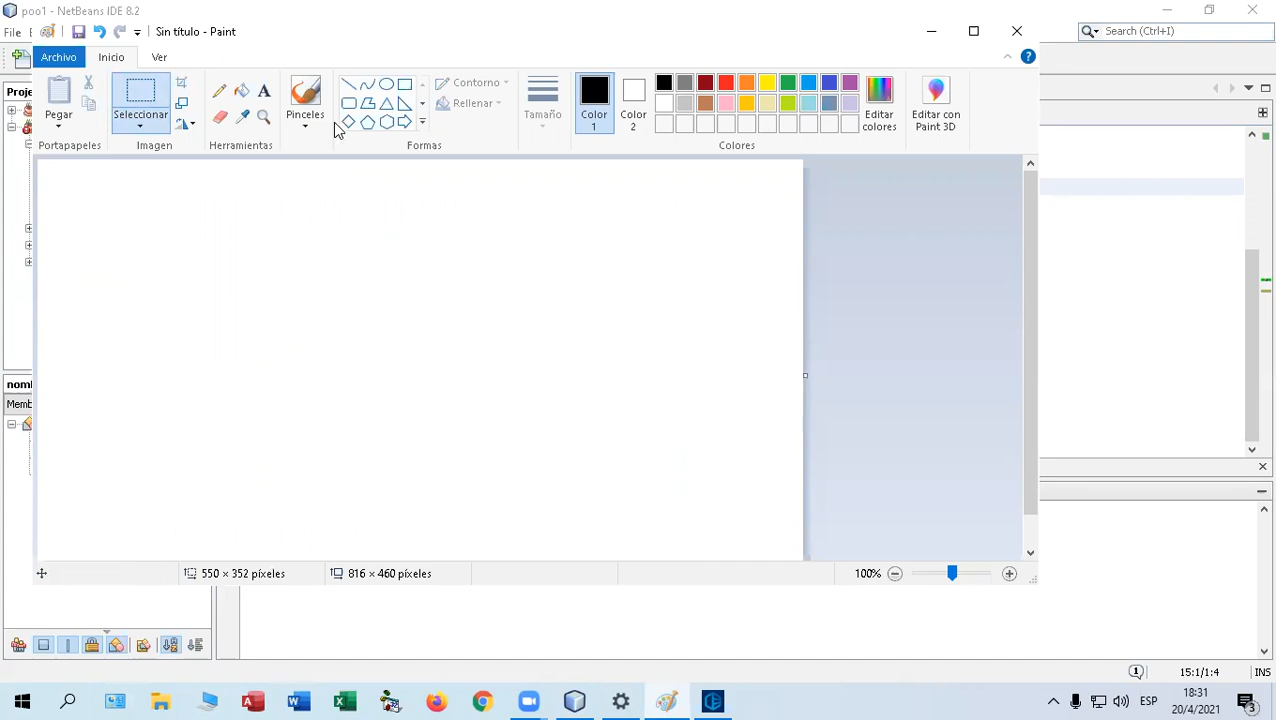 poo1 - NetBeans IDE 8.2
File
Search (Ctrl+I)
Sin título - Paint
Archivo
Inicio
Ver
Pegar
Seleccionar
Pinceles
Contorno
Rellenar
Tamaño
Color 1
Color 2
Editar colores
Editar con Paint 3D
Portapapeles
Imagen
Herramientas
Formas
Colores
Proje
nomb
Memb
550 × 352 píxeles
816 × 460 píxeles
100%
15:1/1:4
INS
ESP
18:31
20/4/2021
3